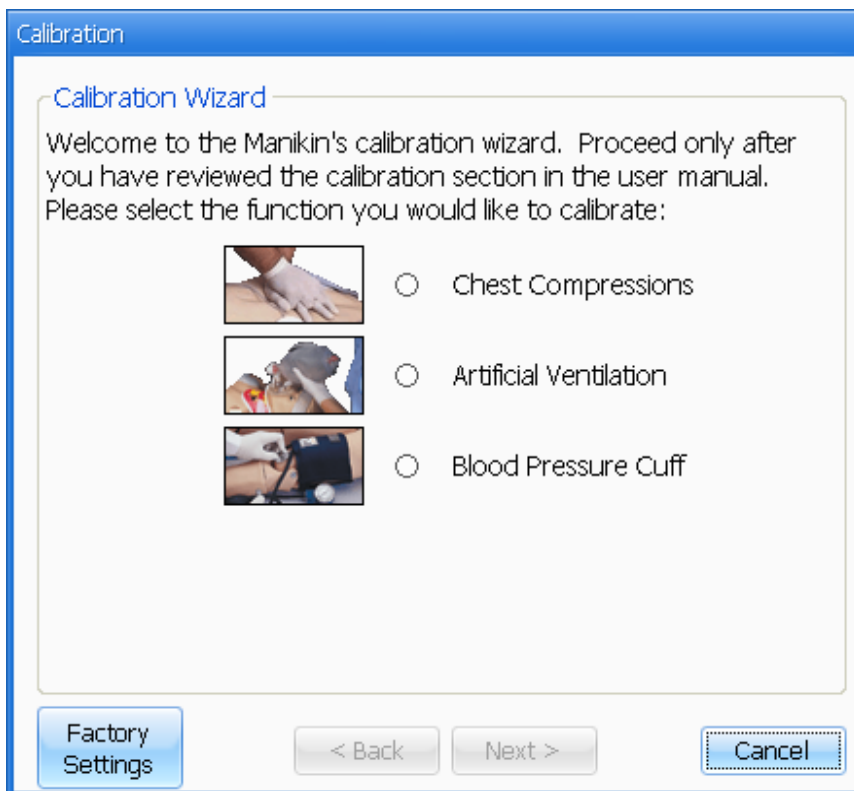 Calibration
Calibration Wizard
Welcome to the Manikin's calibration wizard.  Proceed only after
you have reviewed the calibration section in the user manual.
Please select the function you would like to calibrate:
Chest Compressions
Artificial Ventilation
Blood Pressure Cuff
Factory
Settings
< Back
Next >
Cancel